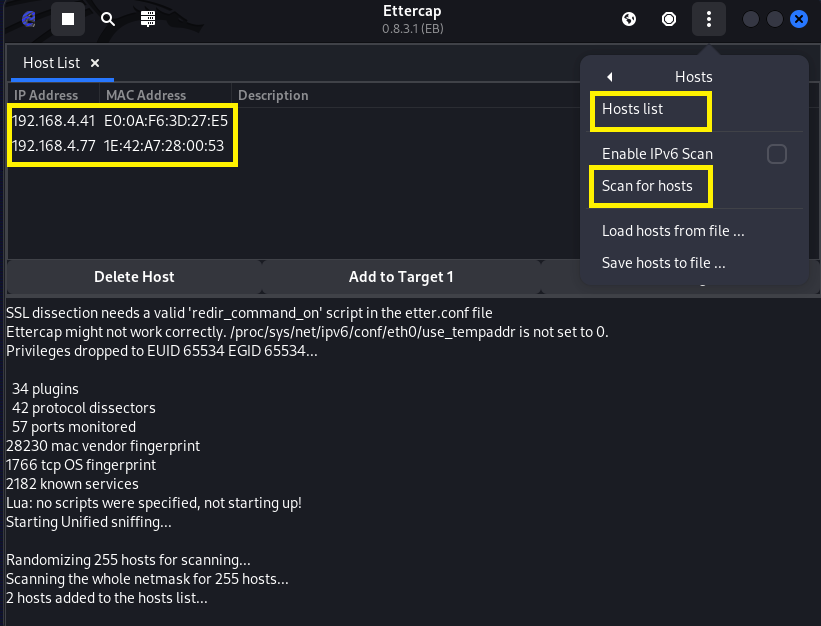 Ettercap
0.8.3.1 (EB)
Host List ×
IP Address MAC Address Description
192.168.4.41 E0:0A:F6:3D:27:E5
192.168.4.77 1E:42:A7:28:00:53
Hosts
Hosts list
Enable IPv6 Scan
Scan for hosts
Load hosts from file ...
Save hosts to file ...
Delete Host Add to Target 1
SSL dissection needs a valid 'redir_command_on' script in the etter.conf file
Ettercap might not work correctly. /proc/sys/net/ipv6/conf/eth0/use_tempaddr is not set to 0.
Privileges dropped to EUID 65534 EGID 65534...
34 plugins
42 protocol dissectors
57 ports monitored
28230 mac vendor fingerprint
1766 tcp OS fingerprint
2182 known services
Lua: no scripts were specified, not starting up!
Starting Unified sniffing...
Randomizing 255 hosts for scanning...
Scanning the whole netmask for 255 hosts...
2 hosts added to the hosts list...